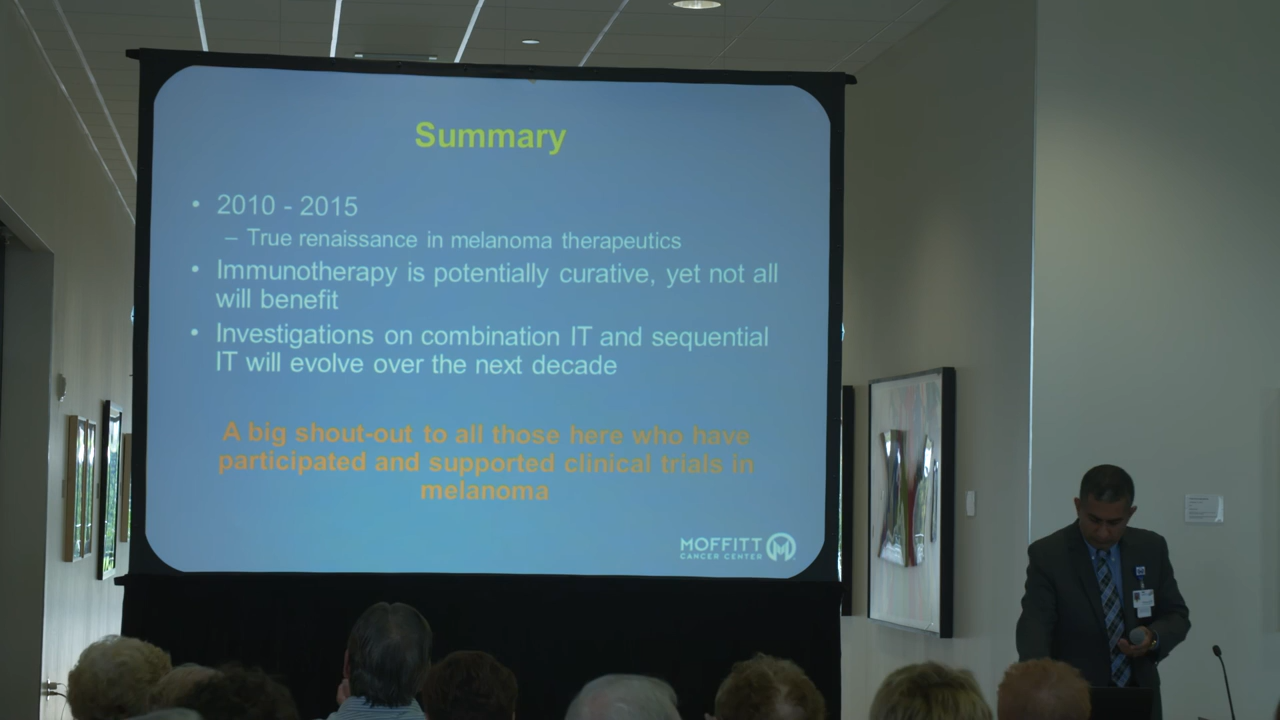 Summary
• 2010 - 2015
– True renaissance in melanoma therapeutics
• Immunotherapy is potentially curative, yet not all
will benefit
• Investigations on combination IT and sequential
IT will evolve over the next decade
A big shout-out to all those here who have
participated and supported clinical trials in
melanoma
MOFFITT
CANCER CENTER